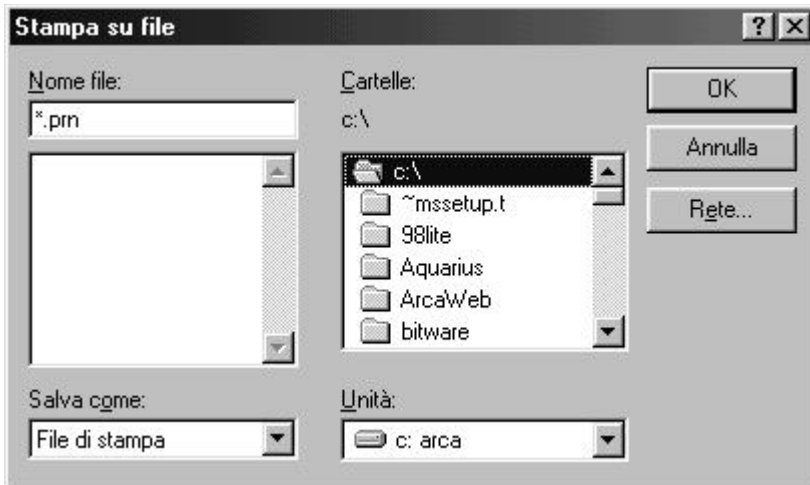 Stampa su file
Nome file:
*.prn
Cartelle:
c:\
c:\
~mssetup.t
98lite
Aquarius
ArcaWeb
bitware
OK
Annulla
Rete...
Salva come:
File di stampa
Unità:
c: arca